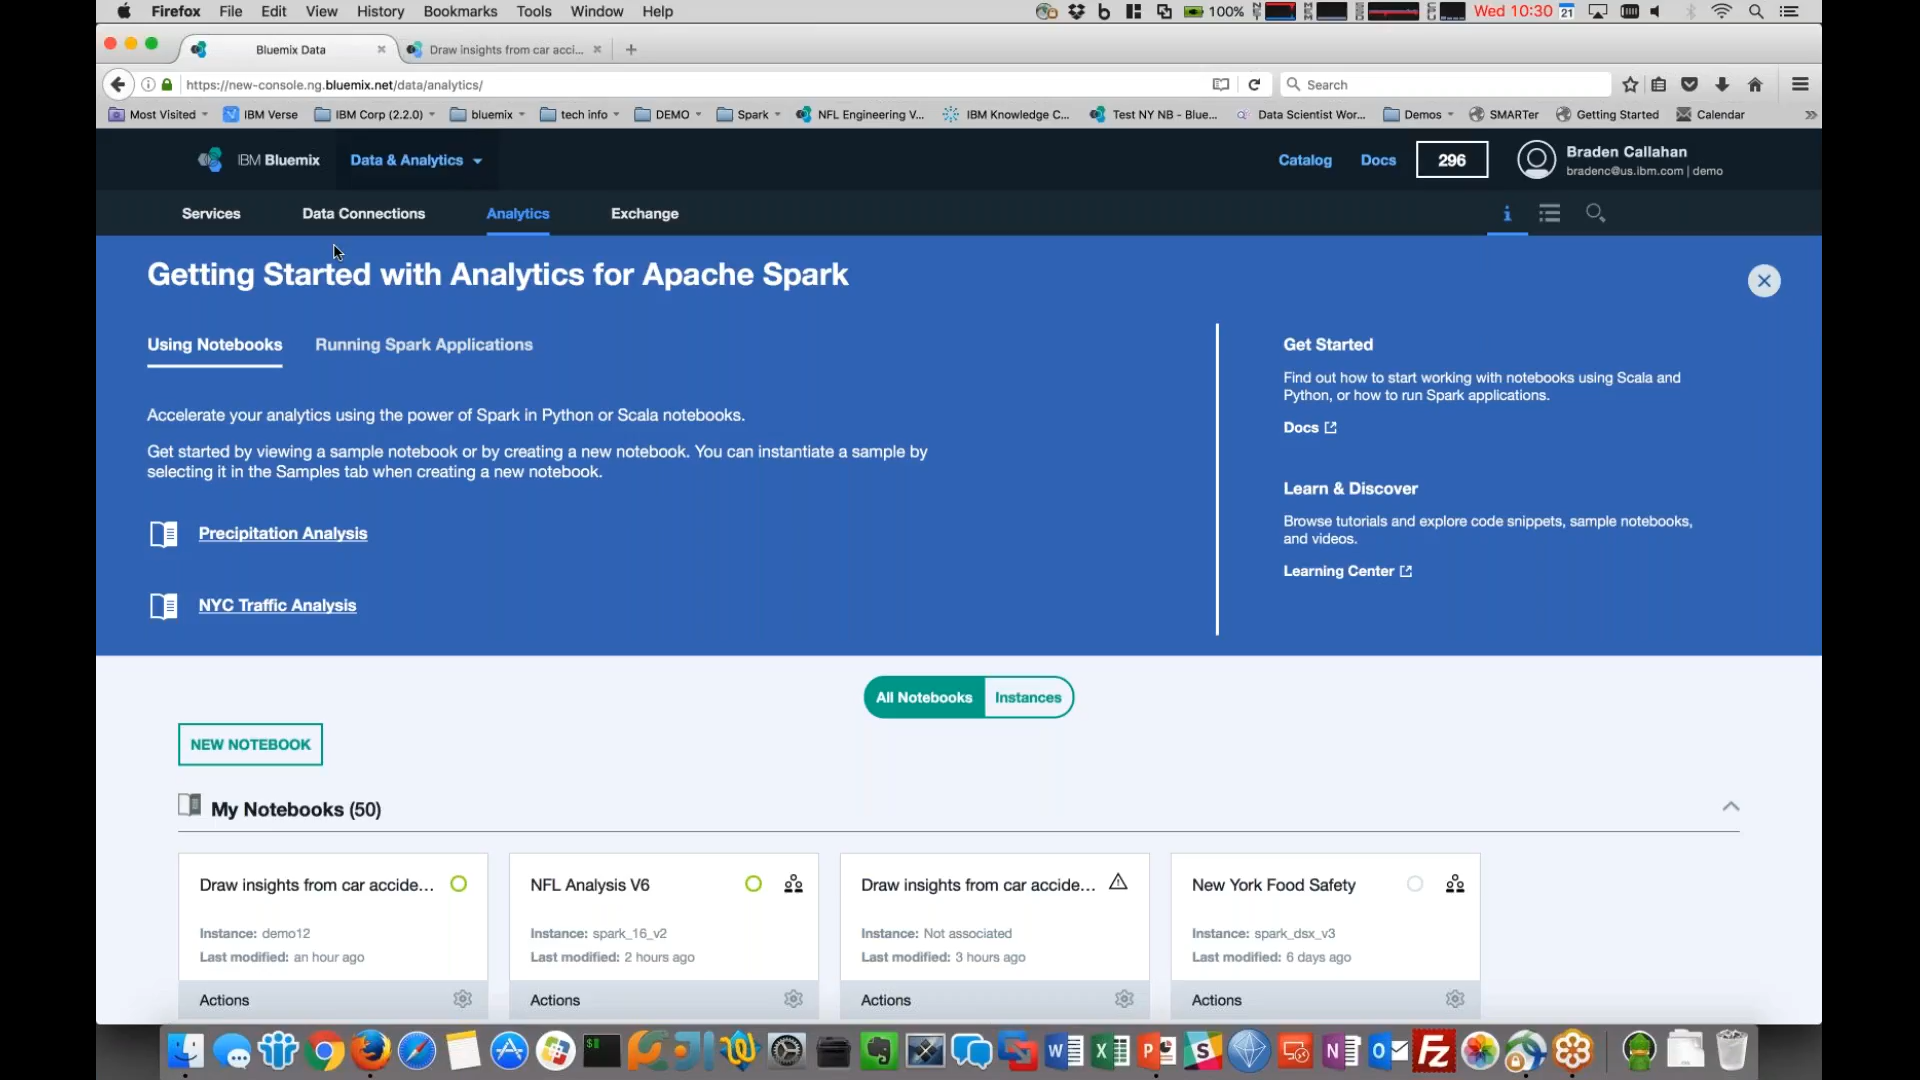 Firefox File Edit View History Bookmarks Tools Window Help
100% Wed 10:30 21
Bluemix Data
Draw insights from car acci...
https://new-console.ng.bluemix.net/data/analytics/
Search
Most Visited IBM Verse IBM Corp (2.2.0) bluemix tech info DEMO Spark NFL Engineering V... IBM Knowledge C... Test NY NB - Blue... Data Scientist Wor... Demos SMARTer Getting Started Calendar
IBM Bluemix Data & Analytics
Catalog Docs 296 Braden Callahan
bradenc@us.ibm.com | demo
Services Data Connections Analytics Exchange
Getting Started with Analytics for Apache Spark
Using Notebooks Running Spark Applications
Accelerate your analytics using the power of Spark in Python or Scala notebooks.
Get started by viewing a sample notebook or by creating a new notebook. You can instantiate a sample by
selecting it in the Samples tab when creating a new notebook.
Precipitation Analysis
NYC Traffic Analysis
Get Started
Find out how to start working with notebooks using Scala and
Python, or how to run Spark applications.
Docs
Learn & Discover
Browse tutorials and explore code snippets, sample notebooks,
and videos.
Learning Center
All Notebooks Instances
NEW NOTEBOOK
My Notebooks (50)
Draw insights from car accide...
Instance: demo12
Last modified: an hour ago
Actions
NFL Analysis V6
Instance: spark_16_v2
Last modified: 2 hours ago
Actions
Draw insights from car accide...
Instance: Not associated
Last modified: 3 hours ago
Actions
New York Food Safety
Instance: spark_dsx_v3
Last modified: 6 days ago
Actions